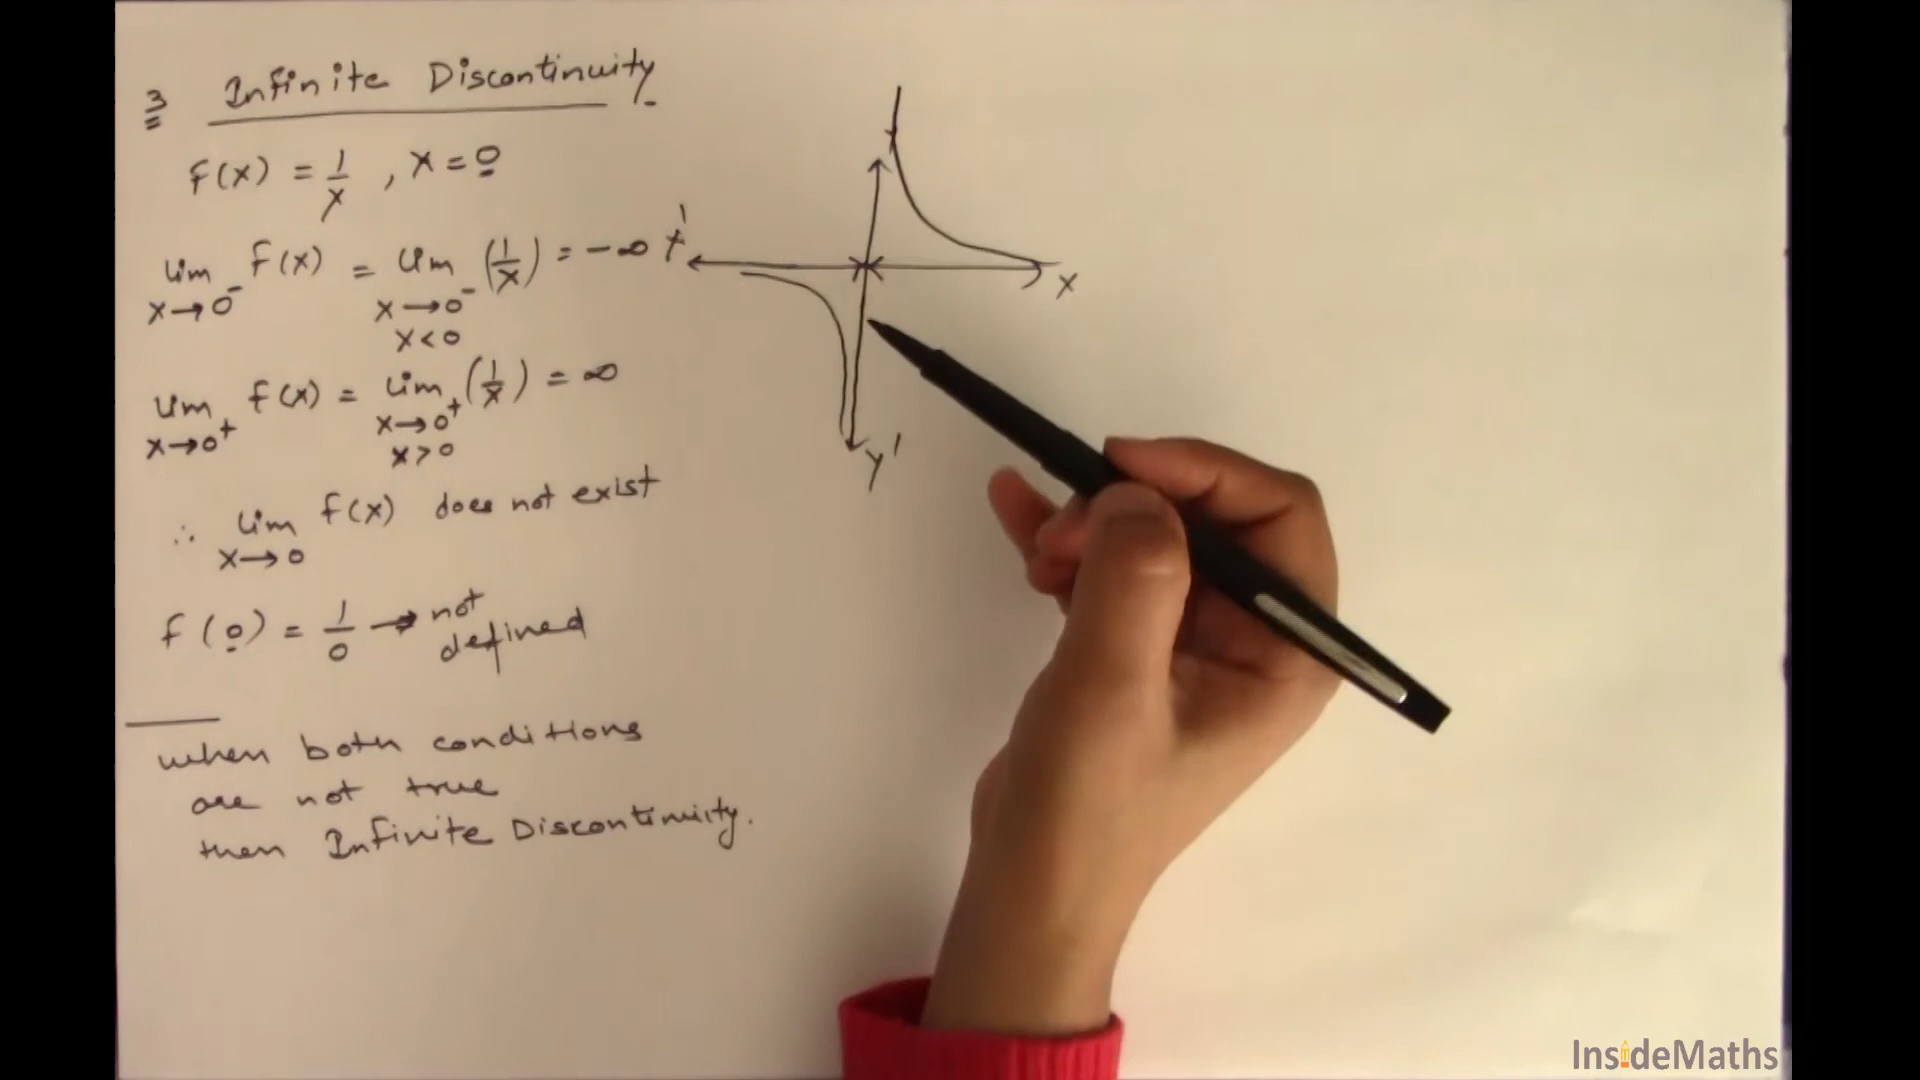 3 Infinite Discontinuity
f(x) = 1/x , x = 0
lim x→0⁻ f(x) = lim x→0⁻ x<0 (1/x) = -∞
lim x→0⁺ f(x) = lim x→0⁺ x>0 (1/x) = ∞
∴ lim x→0 f(x) does not exist
f(0) = 1/0 → not defined
when both conditions
are not true
then Infinite Discontinuity.
x'
x
y'
InsideMaths